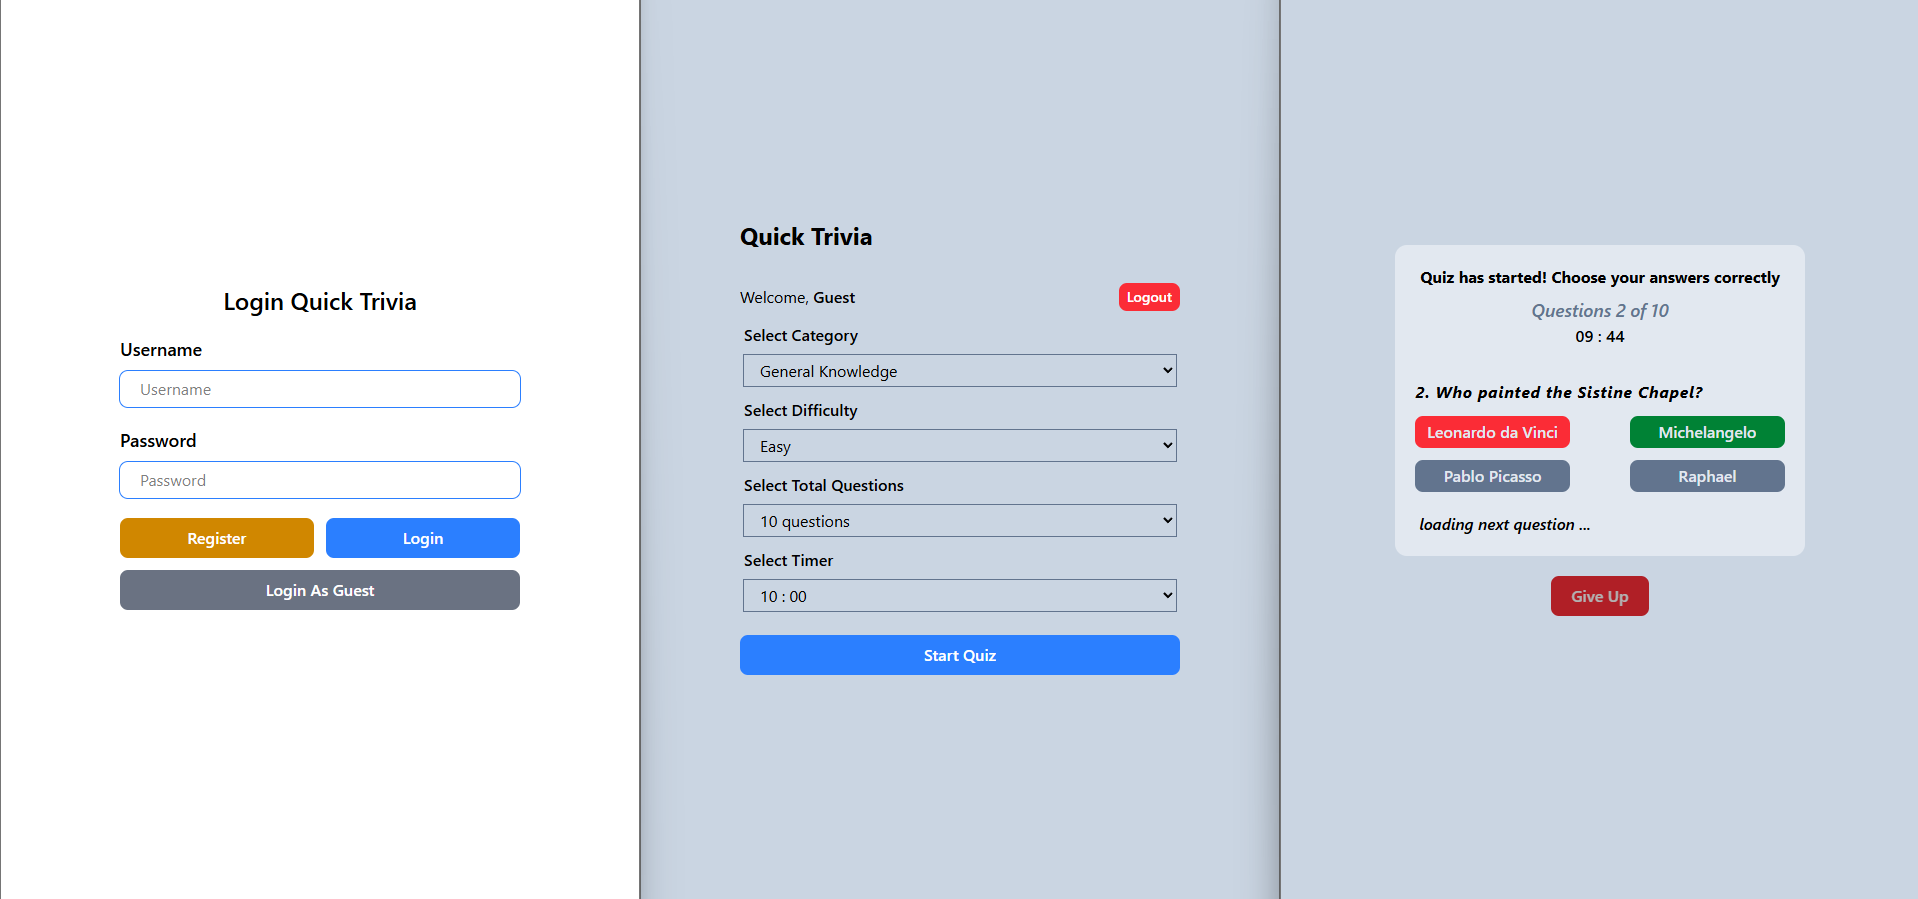 Login Quick Trivia
Username
Username
Password
Password
Register Login
Login As Guest
Quick Trivia
Welcome, Guest Logout
Select Category
General Knowledge
Select Difficulty
Easy
Select Total Questions
10 questions
Select Timer
10 : 00
Start Quiz
Quiz has started! Choose your answers correctly
Questions 2 of 10
09 : 44
2. Who painted the Sistine Chapel?
Leonardo da Vinci Michelangelo
Pablo Picasso Raphael
loading next question ...
Give Up